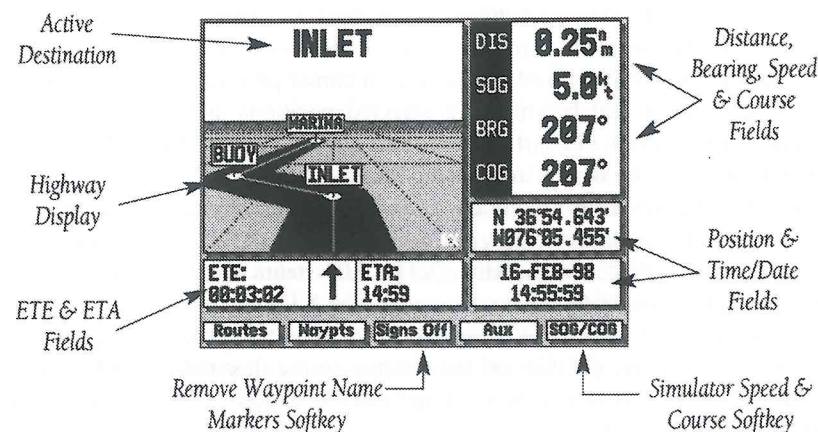 Active
Destination
INLET
DIS 0.25nm
SOG 5.0kt
BRG 207°
COG 207°
Distance,
Bearing, Speed
& Course
Fields
MARINA
BUOY
INLET
Highway
Display
N 36°54.643'
W076°05.455'
Position &
Time/Date
Fields
ETE:
00:03:02
ETA:
14:59
16-FEB-98
14:55:59
ETE & ETA
Fields
Routes Waypts Signs Off Aux SOG/COG
Remove Waypoint Name
Markers Softkey
Simulator Speed &
Course Softkey